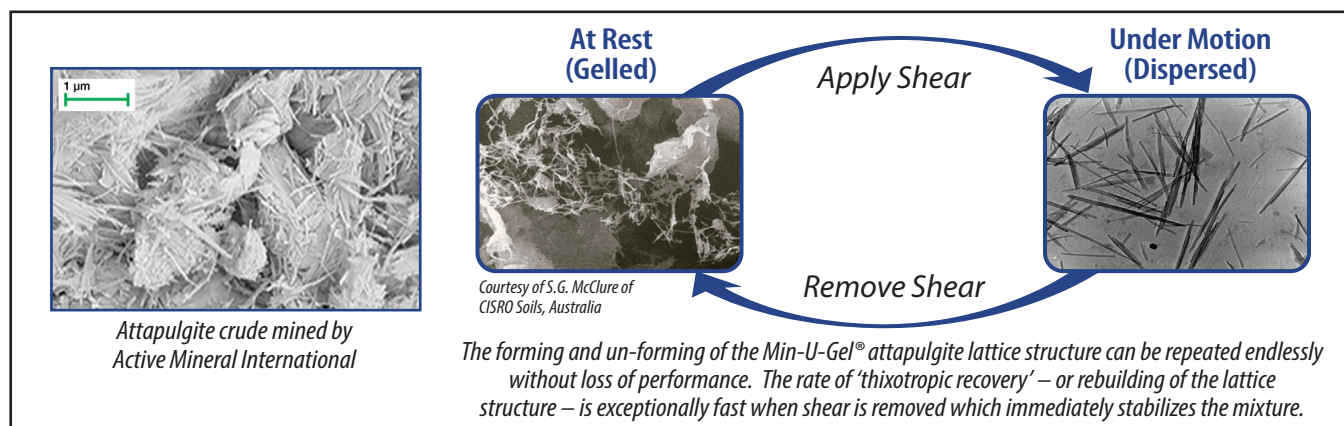 1 µm
Attapulgite crude mined by
Active Mineral International
At Rest
(Gelled)
Apply Shear
Under Motion
(Dispersed)
Courtesy of S.G. McClure of
CISRO Soils, Australia
Remove Shear
The forming and un-forming of the Min-U-Gel® attapulgite lattice structure can be repeated endlessly
without loss of performance. The rate of ‘thixotropic recovery’ – or rebuilding of the lattice
structure – is exceptionally fast when shear is removed which immediately stabilizes the mixture.